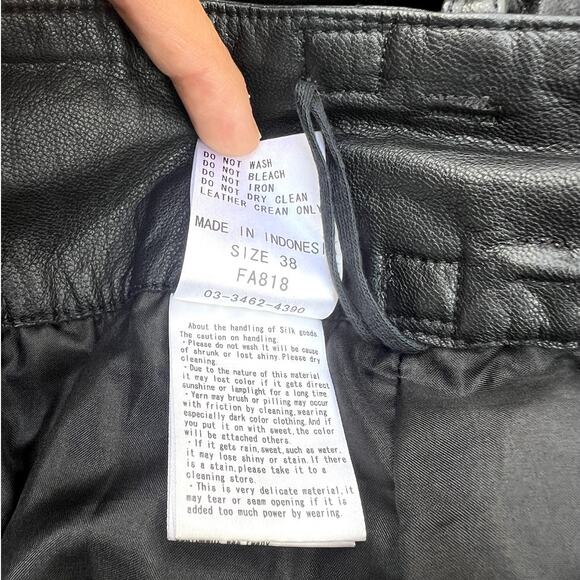 DO NOT WASH
DO NOT BLEACH
DO NOT IRON
DO NOT DRY CLEAN
LEATHER CREAN ONLY
MADE IN INDONESI
SIZE 38
FA818
03-3462-4390
About the handling of Silk goods
The caution on handling.
・Please do not wash It will be cause
of shrunk or lost shiny. Please dry
cleaning.
・Due to the nature of this material
it may lost color if it gets direct
sunshine or lamplight for a long time
・Yarn may brush or pilling may occur
with friction by cleaning, wearing
especially dark color clothing. And if
you put it on with sweet, the color
will be attached others.
・If it gets rain, sweat, such as water,
it may lose shiny or stain. If there
is a stain, please take it to a
cleaning store.
・This is very delicate material, it
may tear or seam opening if it is
added too much power by wearing.